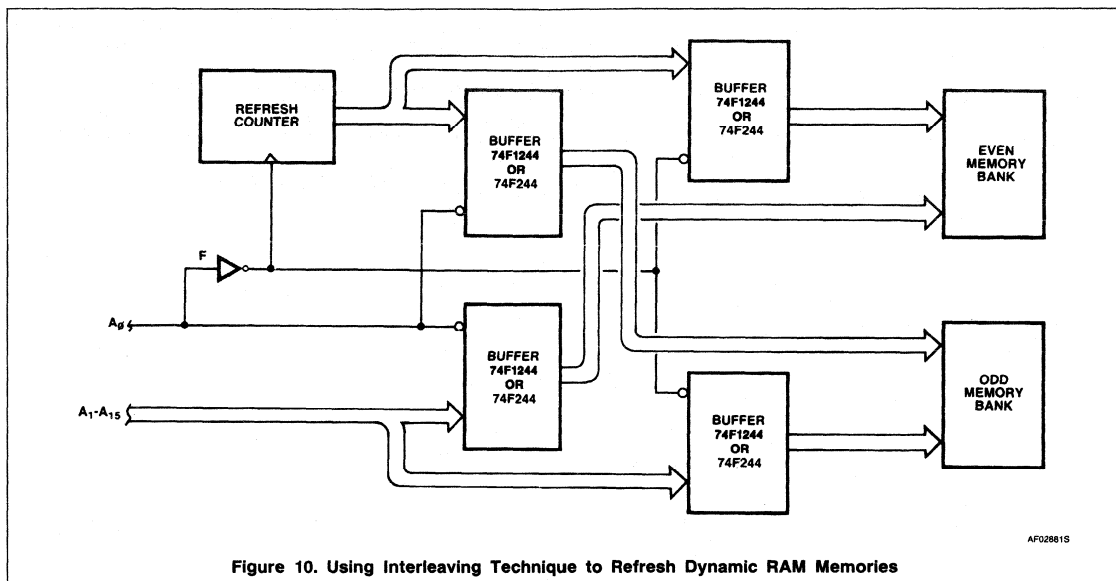 REFRESH
COUNTER
BUFFER
74F1244
OR
74F244
BUFFER
74F1244
OR
74F244
EVEN
MEMORY
BANK
F
AØ
BUFFER
74F1244
OR
74F244
A1-A15
BUFFER
74F1244
OR
74F244
ODD
MEMORY
BANK
AF02881S
Figure 10. Using Interleaving Technique to Refresh Dynamic RAM Memories